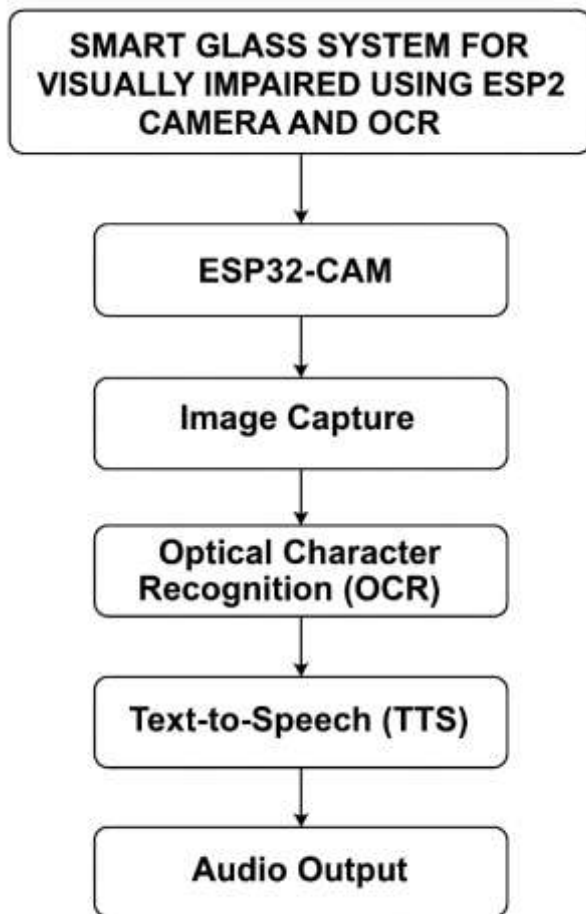 SMART GLASS SYSTEM FOR
VISUALLY IMPAIRED USING ESP2
CAMERA AND OCR
ESP32-CAM
Image Capture
Optical Character
Recognition (OCR)
Text-to-Speech (TTS)
Audio Output